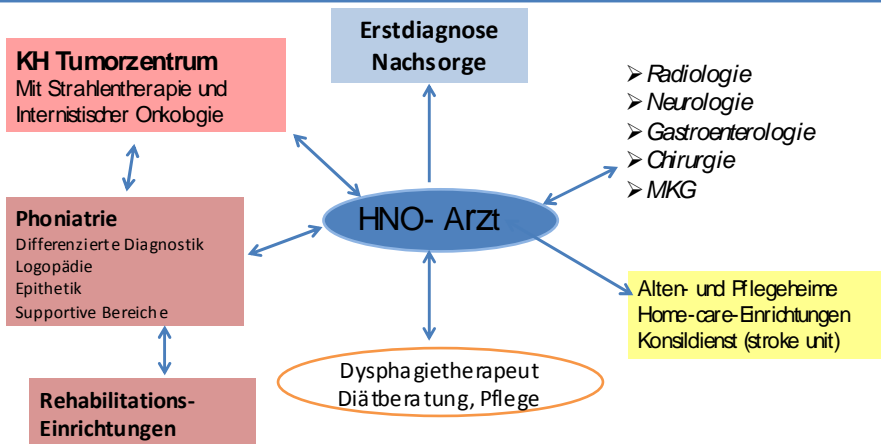 Erstdiagnose
Nachsorge
KH Tumorzentrum
Mit Strahlentherapie und
Internistischer Onkologie
➢ Radiologie
➢ Neurologie
➢ Gastroenterologie
➢ Chirurgie
➢ MKG
HNO- Arzt
Phoniatrie
Differenzierte Diagnostik
Logopädie
Epithetik
Supportive Bereiche
Alten- und Pflegeheime
Home-care-Einrichtungen
Konsildienst (stroke unit)
Dysphagietherapeut
Diätberatung, Pflege
Rehabilitations-
Einrichtungen